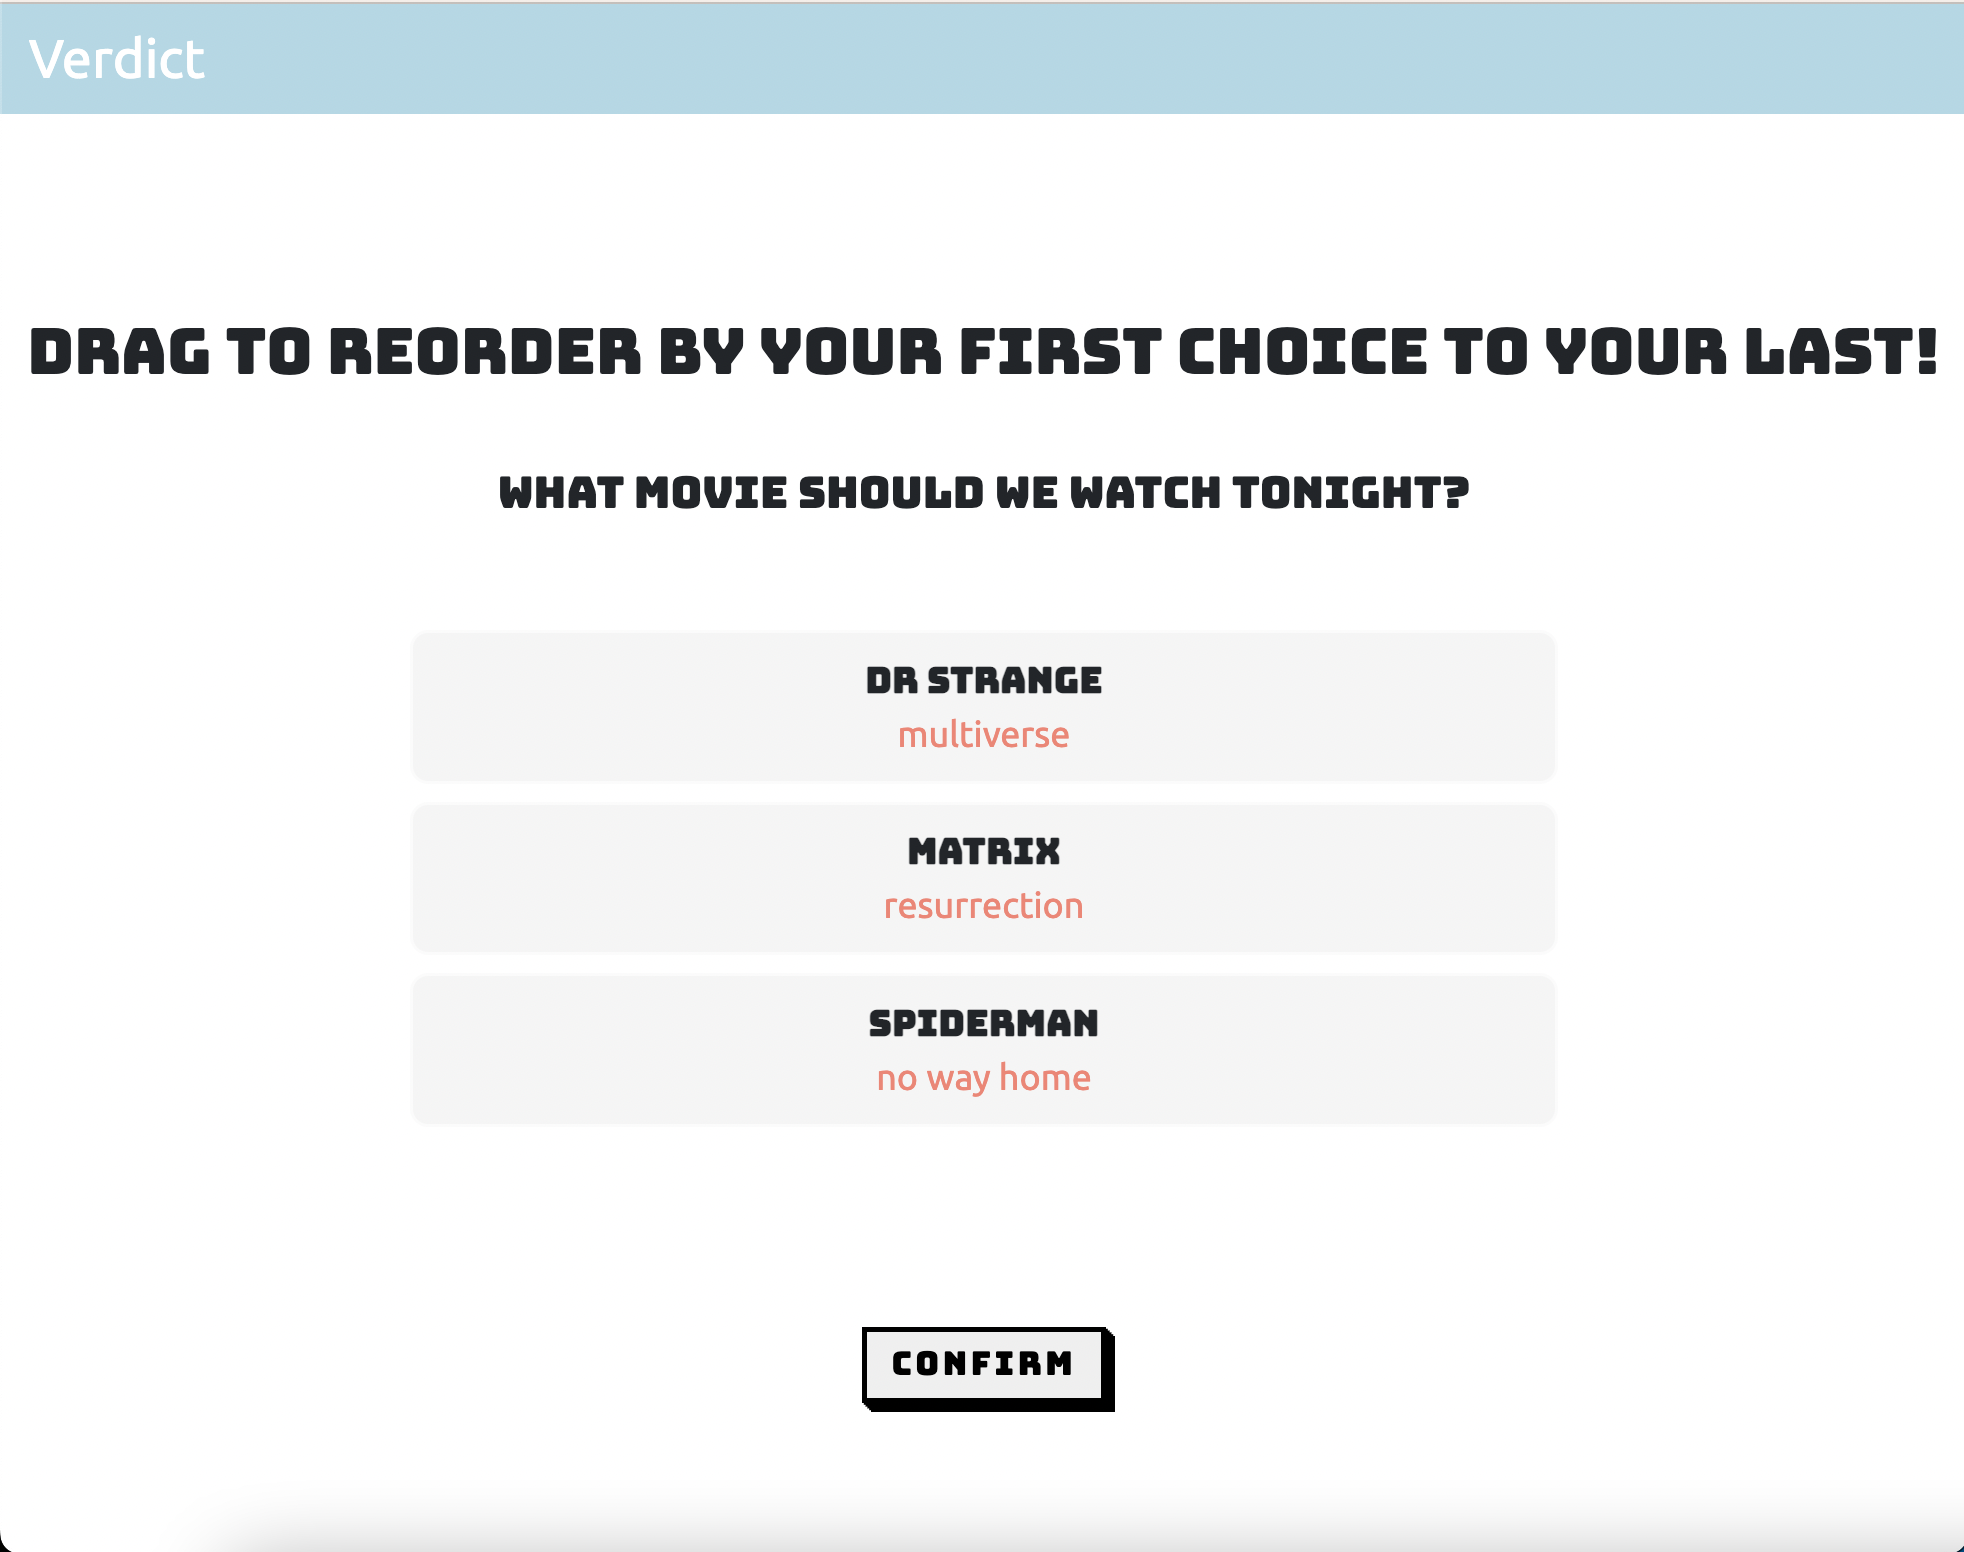 Verdict
DRAG TO REORDER BY YOUR FIRST CHOICE TO YOUR LAST!
WHAT MOVIE SHOULD WE WATCH TONIGHT?
DR STRANGE
multiverse
MATRIX
resurrection
SPIDERMAN
no way home
CONFIRM